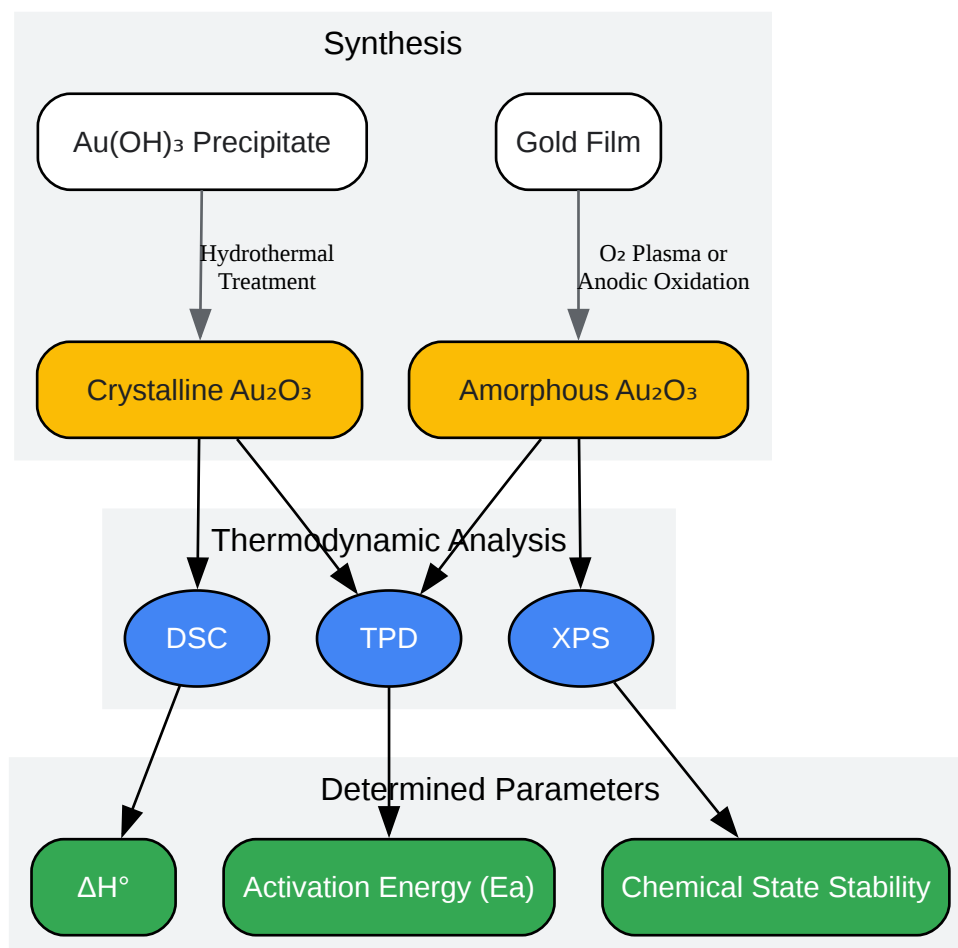 Synthesis
Au(OH)₃ Precipitate
Gold Film
Hydrothermal
Treatment
O₂ Plasma or
Anodic Oxidation
Crystalline Au₂O₃
Amorphous Au₂O₃
Thermodynamic Analysis
DSC
TPD
XPS
Determined Parameters
ΔH°
Activation Energy (Ea)
Chemical State Stability